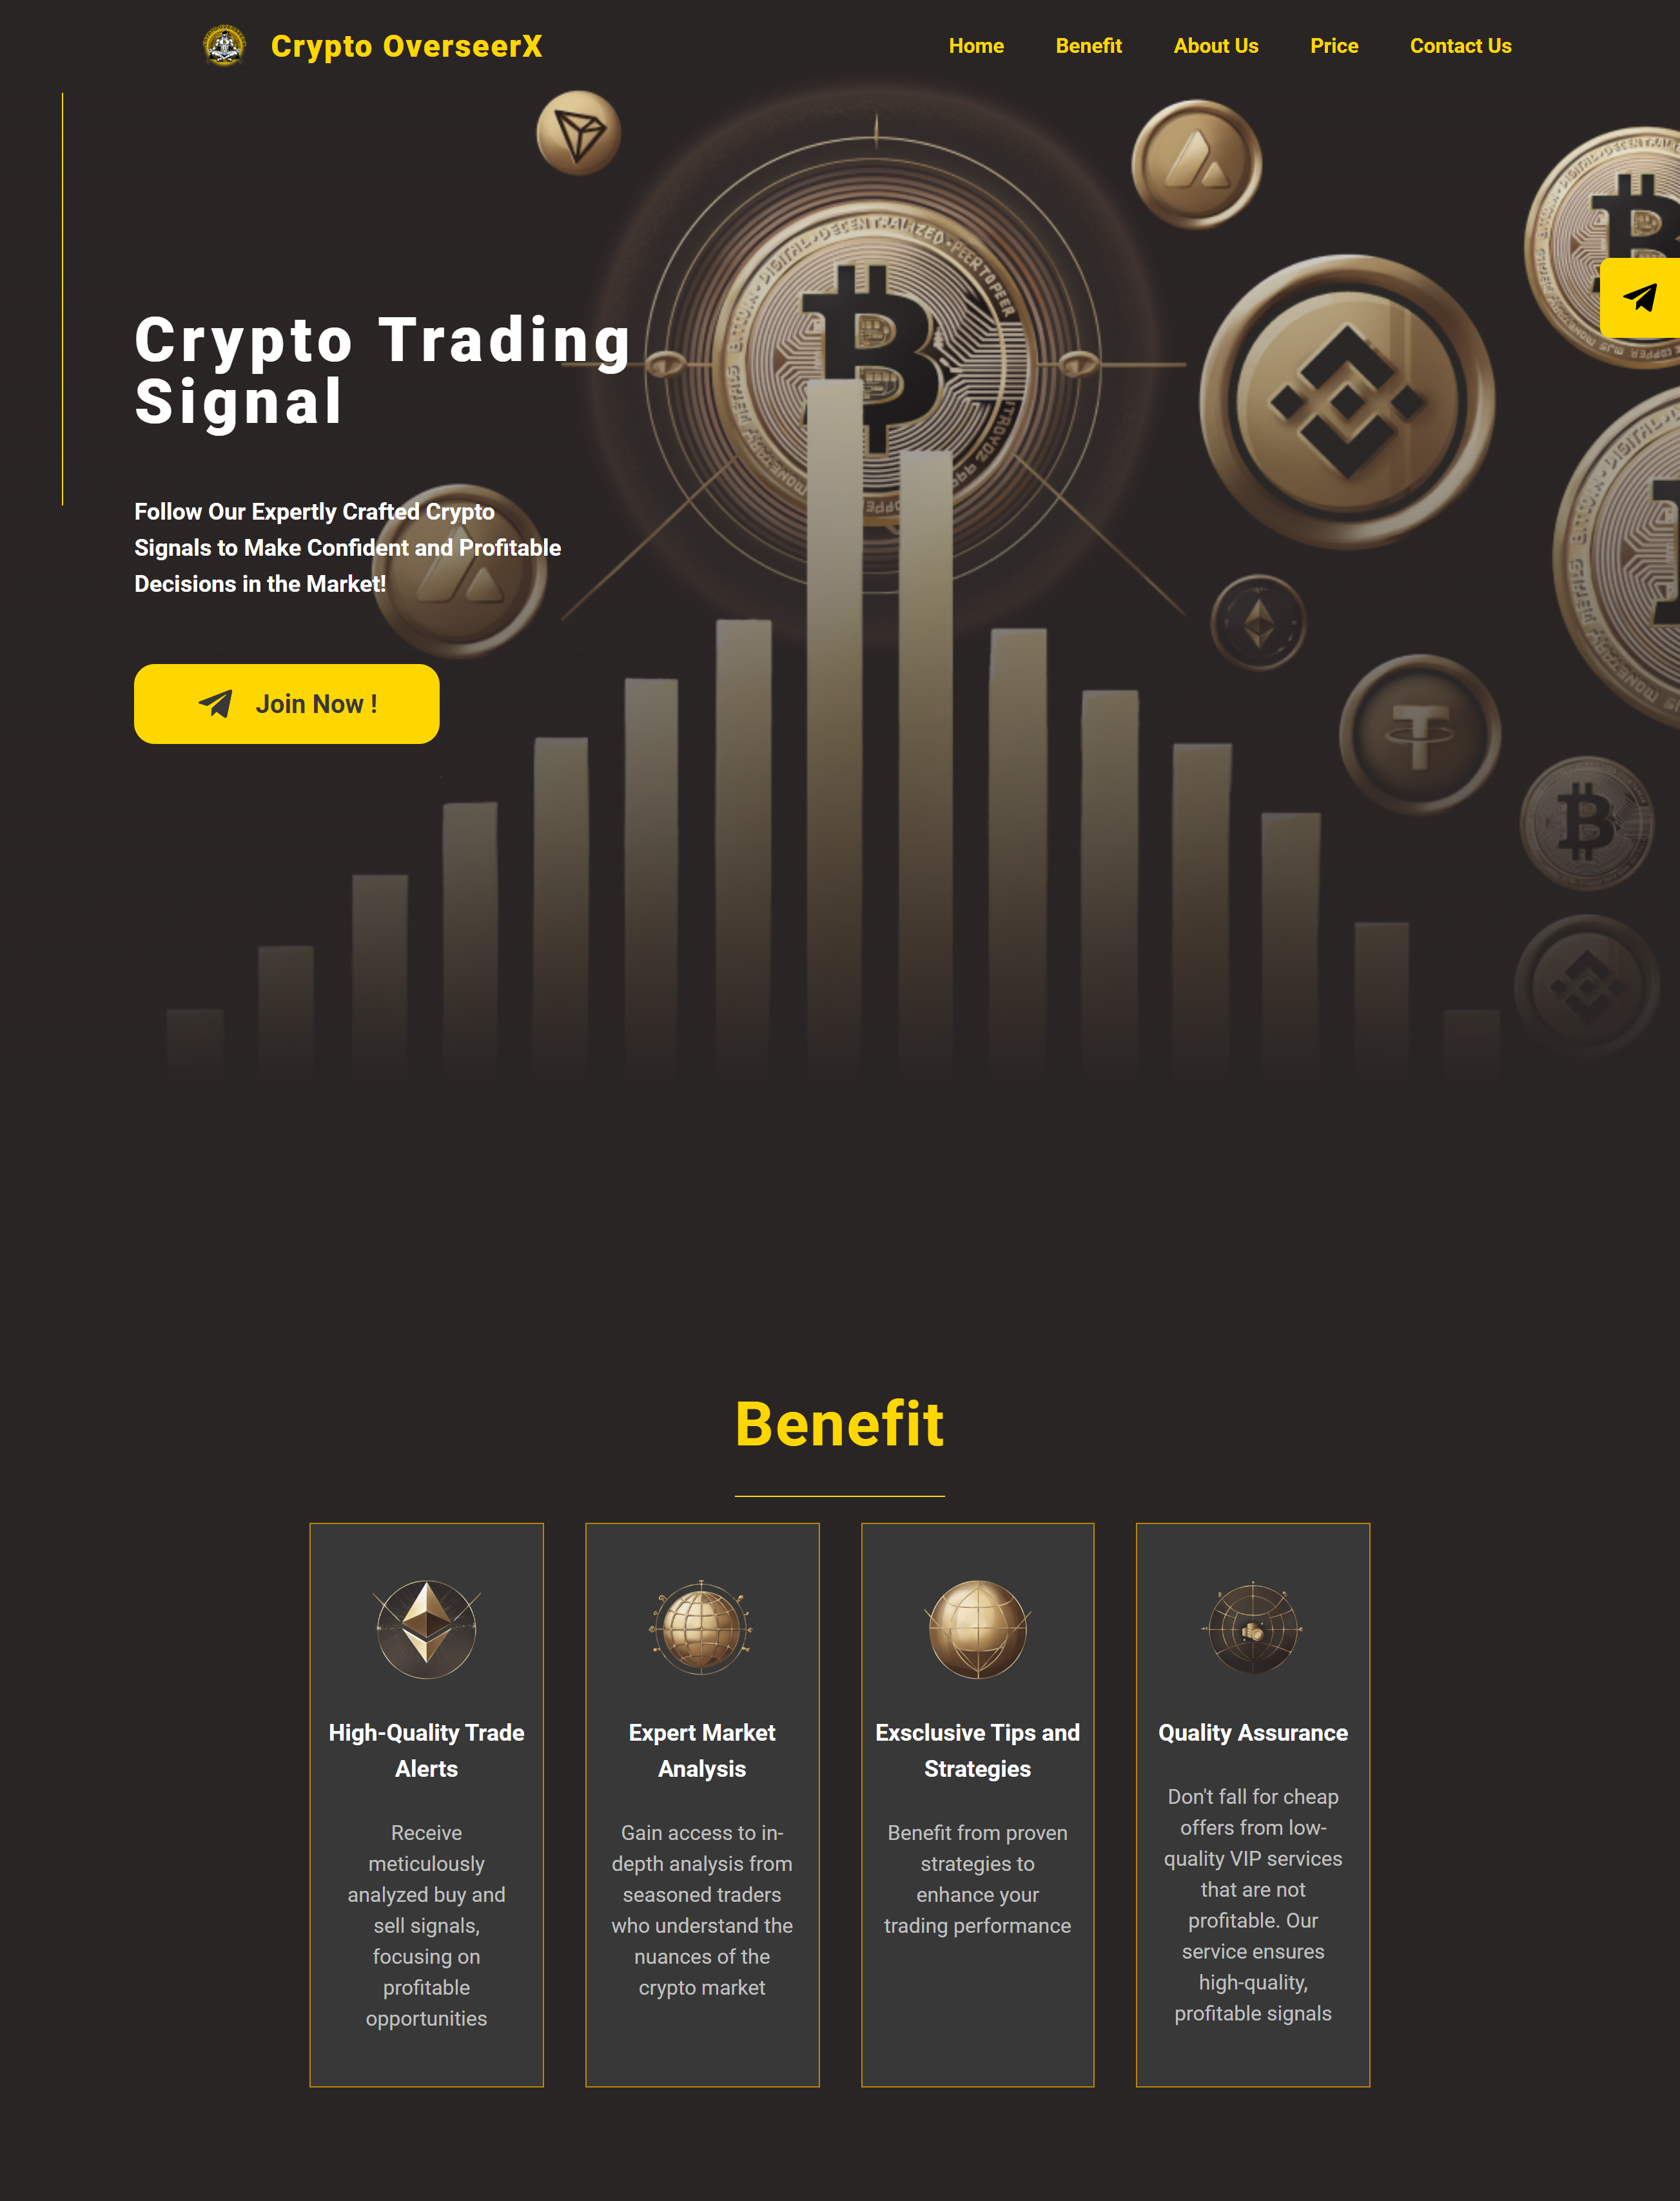 Crypto OverseerX
Home
Benefit
About Us
Price
Contact Us
DIGITAL • DECENTRALIZED • PEER TO PEER
Crypto Trading
Signal
Follow Our Expertly Crafted Crypto
Signals to Make Confident and Profitable
Decisions in the Market!
Join Now !
Benefit
High-Quality Trade
Alerts
Receive
meticulously
analyzed buy and
sell signals,
focusing on
profitable
opportunities
Expert Market
Analysis
Gain access to in-
depth analysis from
seasoned traders
who understand the
nuances of the
crypto market
Exsclusive Tips and
Strategies
Benefit from proven
strategies to
enhance your
trading performance
Quality Assurance
Don't fall for cheap
offers from low-
quality VIP services
that are not
profitable. Our
service ensures
high-quality,
profitable signals